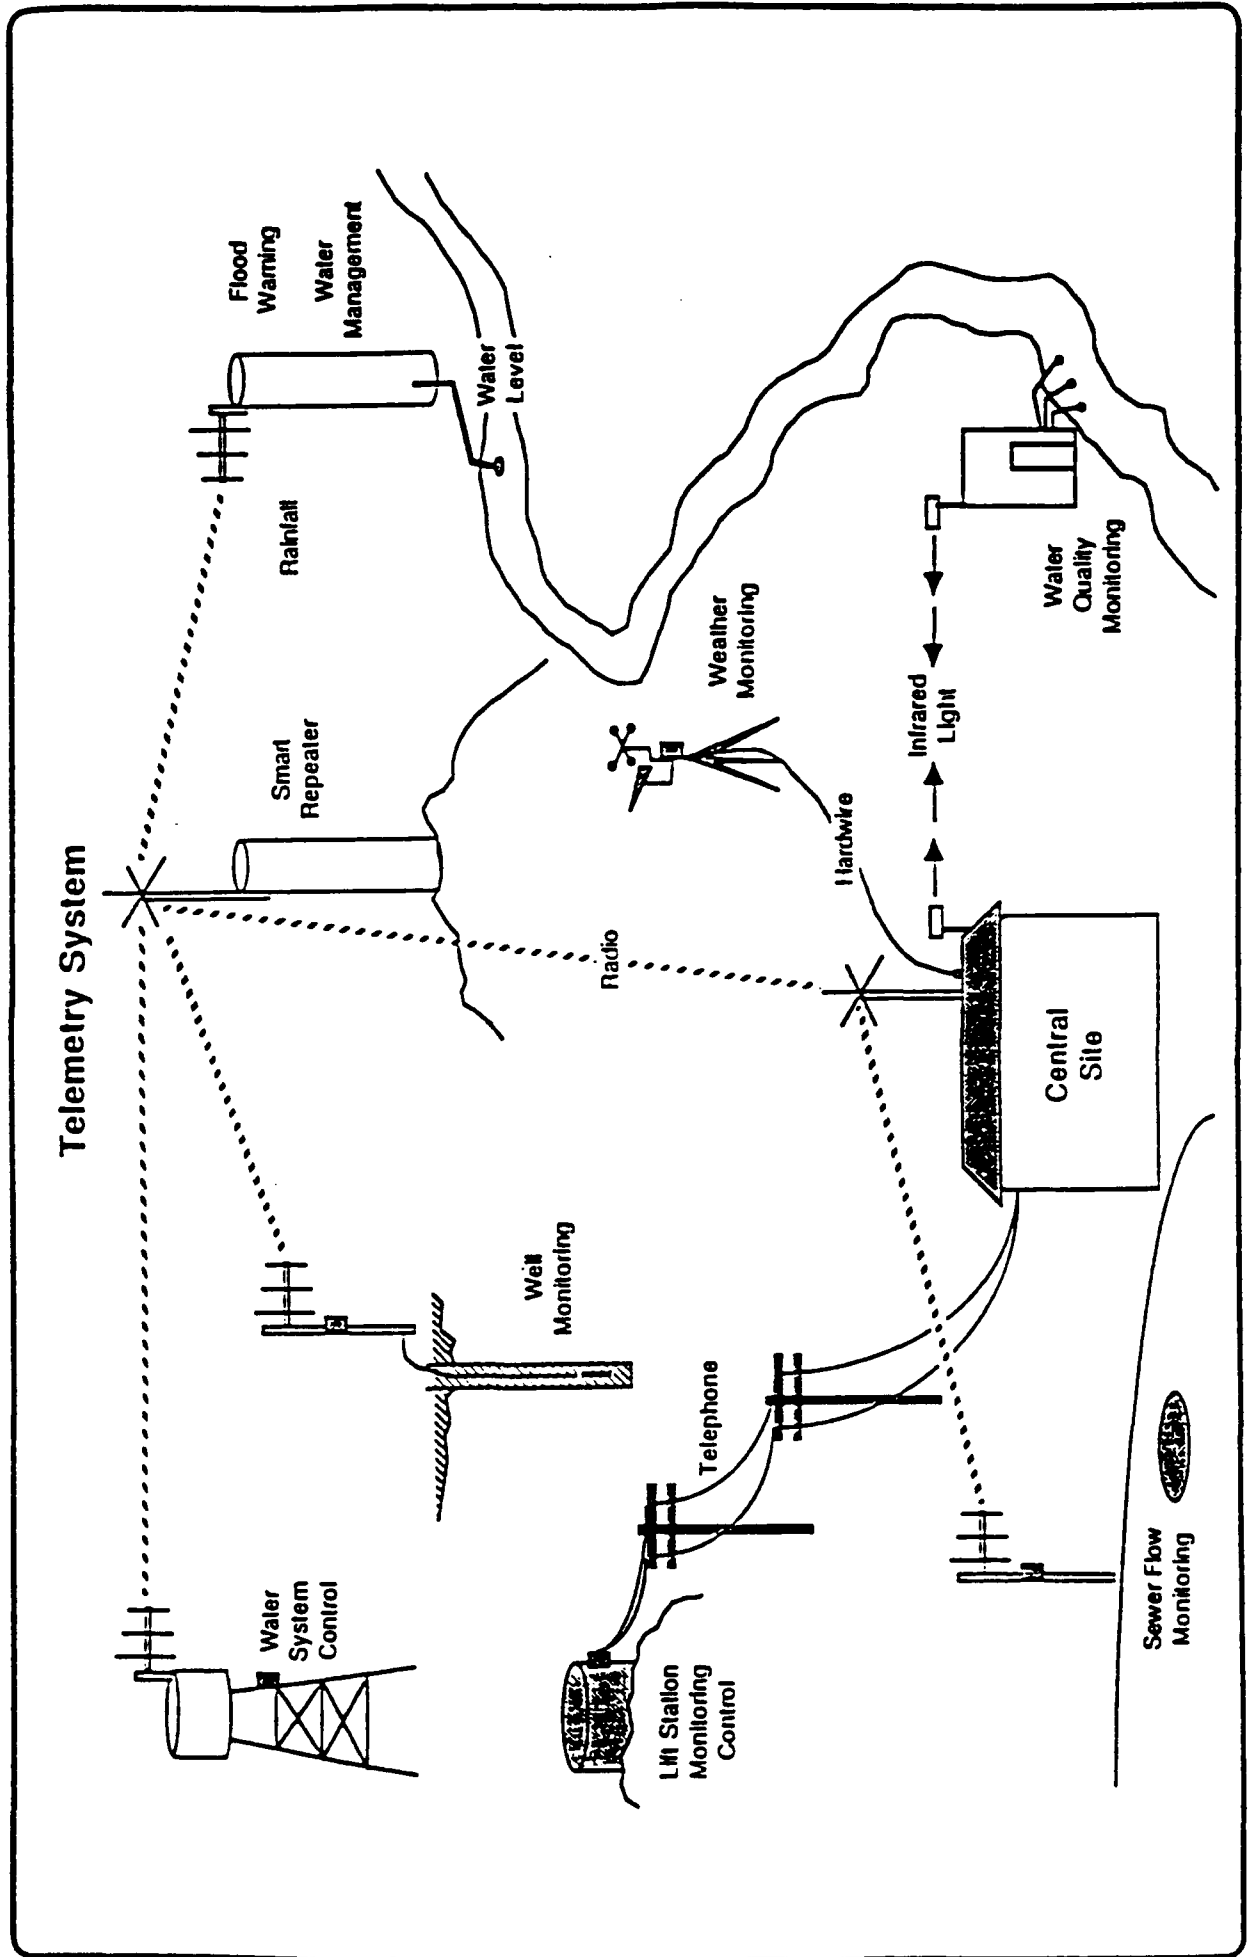 Telemetry System
Water
System
Control
Well
Monitoring
Smart
Repeater
Rainfall
Flood
Warning
Water
Management
Water
Level
Radio
Lift Station
Monitoring
Control
Telephone
Hardwire
Weather
Monitoring
Infrared
Light
Central
Site
Water
Quality
Monitoring
Sewer Flow
Monitoring